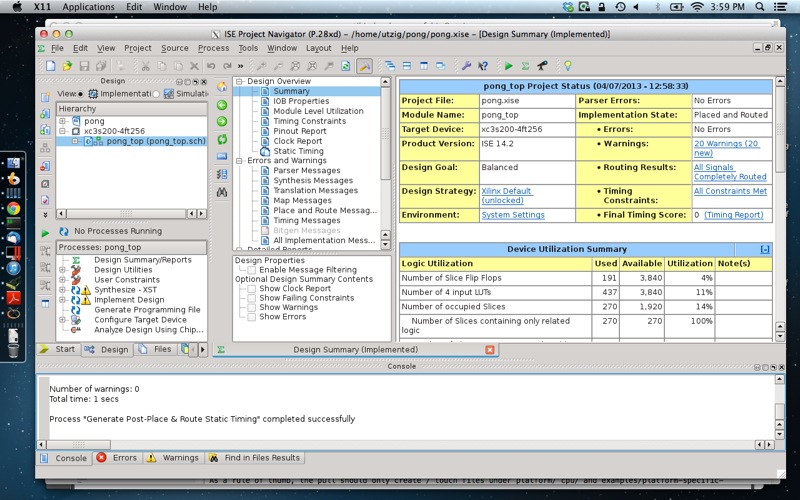 X11 Applications Edit Window Help 3:59 PM
ISE Project Navigator (P.28xd) - /home/utzig/pong/pong.xise - [Design Summary (Implemented)]
File Edit View Project Source Process Tools Window Layout Help
Design
View: Implementati Simulati
Hierarchy
pong
xc3s200-4ft256
pong_top (pong_top.sch)
No Processes Running
Processes: pong_top
Design Summary/Reports
Design Utilities
User Constraints
Synthesize - XST
Implement Design
Generate Programming File
Configure Target Device
Analyze Design Using Chip...
Start Design Files
Design Overview
Summary
IOB Properties
Module Level Utilization
Timing Constraints
Pinout Report
Clock Report
Static Timing
Errors and Warnings
Parser Messages
Synthesis Messages
Translation Messages
Map Messages
Place and Route Messag...
Timing Messages
Bitgen Messages
All Implementation Mess...
Detailed Reports
Design Properties
Enable Message Filtering
Optional Design Summary Contents
Show Clock Report
Show Failing Constraints
Show Warnings
Show Errors
pong_top Project Status (04/07/2013 - 12:58:33)
Project File: pong.xise Parser Errors: No Errors
Module Name: pong_top Implementation State: Placed and Routed
Target Device: xc3s200-4ft256 • Errors: No Errors
Product Version: ISE 14.2 • Warnings: 20 Warnings (20
new)
Design Goal: Balanced • Routing Results: All Signals
Completely Routed
Design Strategy: Xilinx Default • Timing All Constraints Met
(unlocked) Constraints:
Environment: System Settings • Final Timing Score: 0 (Timing Report)
Device Utilization Summary [-]
Logic Utilization Used Available Utilization Note(s)
Number of Slice Flip Flops 191 3,840 4%
Number of 4 input LUTs 437 3,840 11%
Number of occupied Slices 270 1,920 14%
Number of Slices containing only related 270 270 100%
logic
Design Summary (Implemented)
Console
Number of warnings: 0
Total time: 1 secs
Process "Generate Post-Place & Route Static Timing" completed successfully
Console Errors Warnings Find in Files Results
As a rule of thumb, the pull should only create / touch files under platform/ cpu/ and examples/platform-specific-